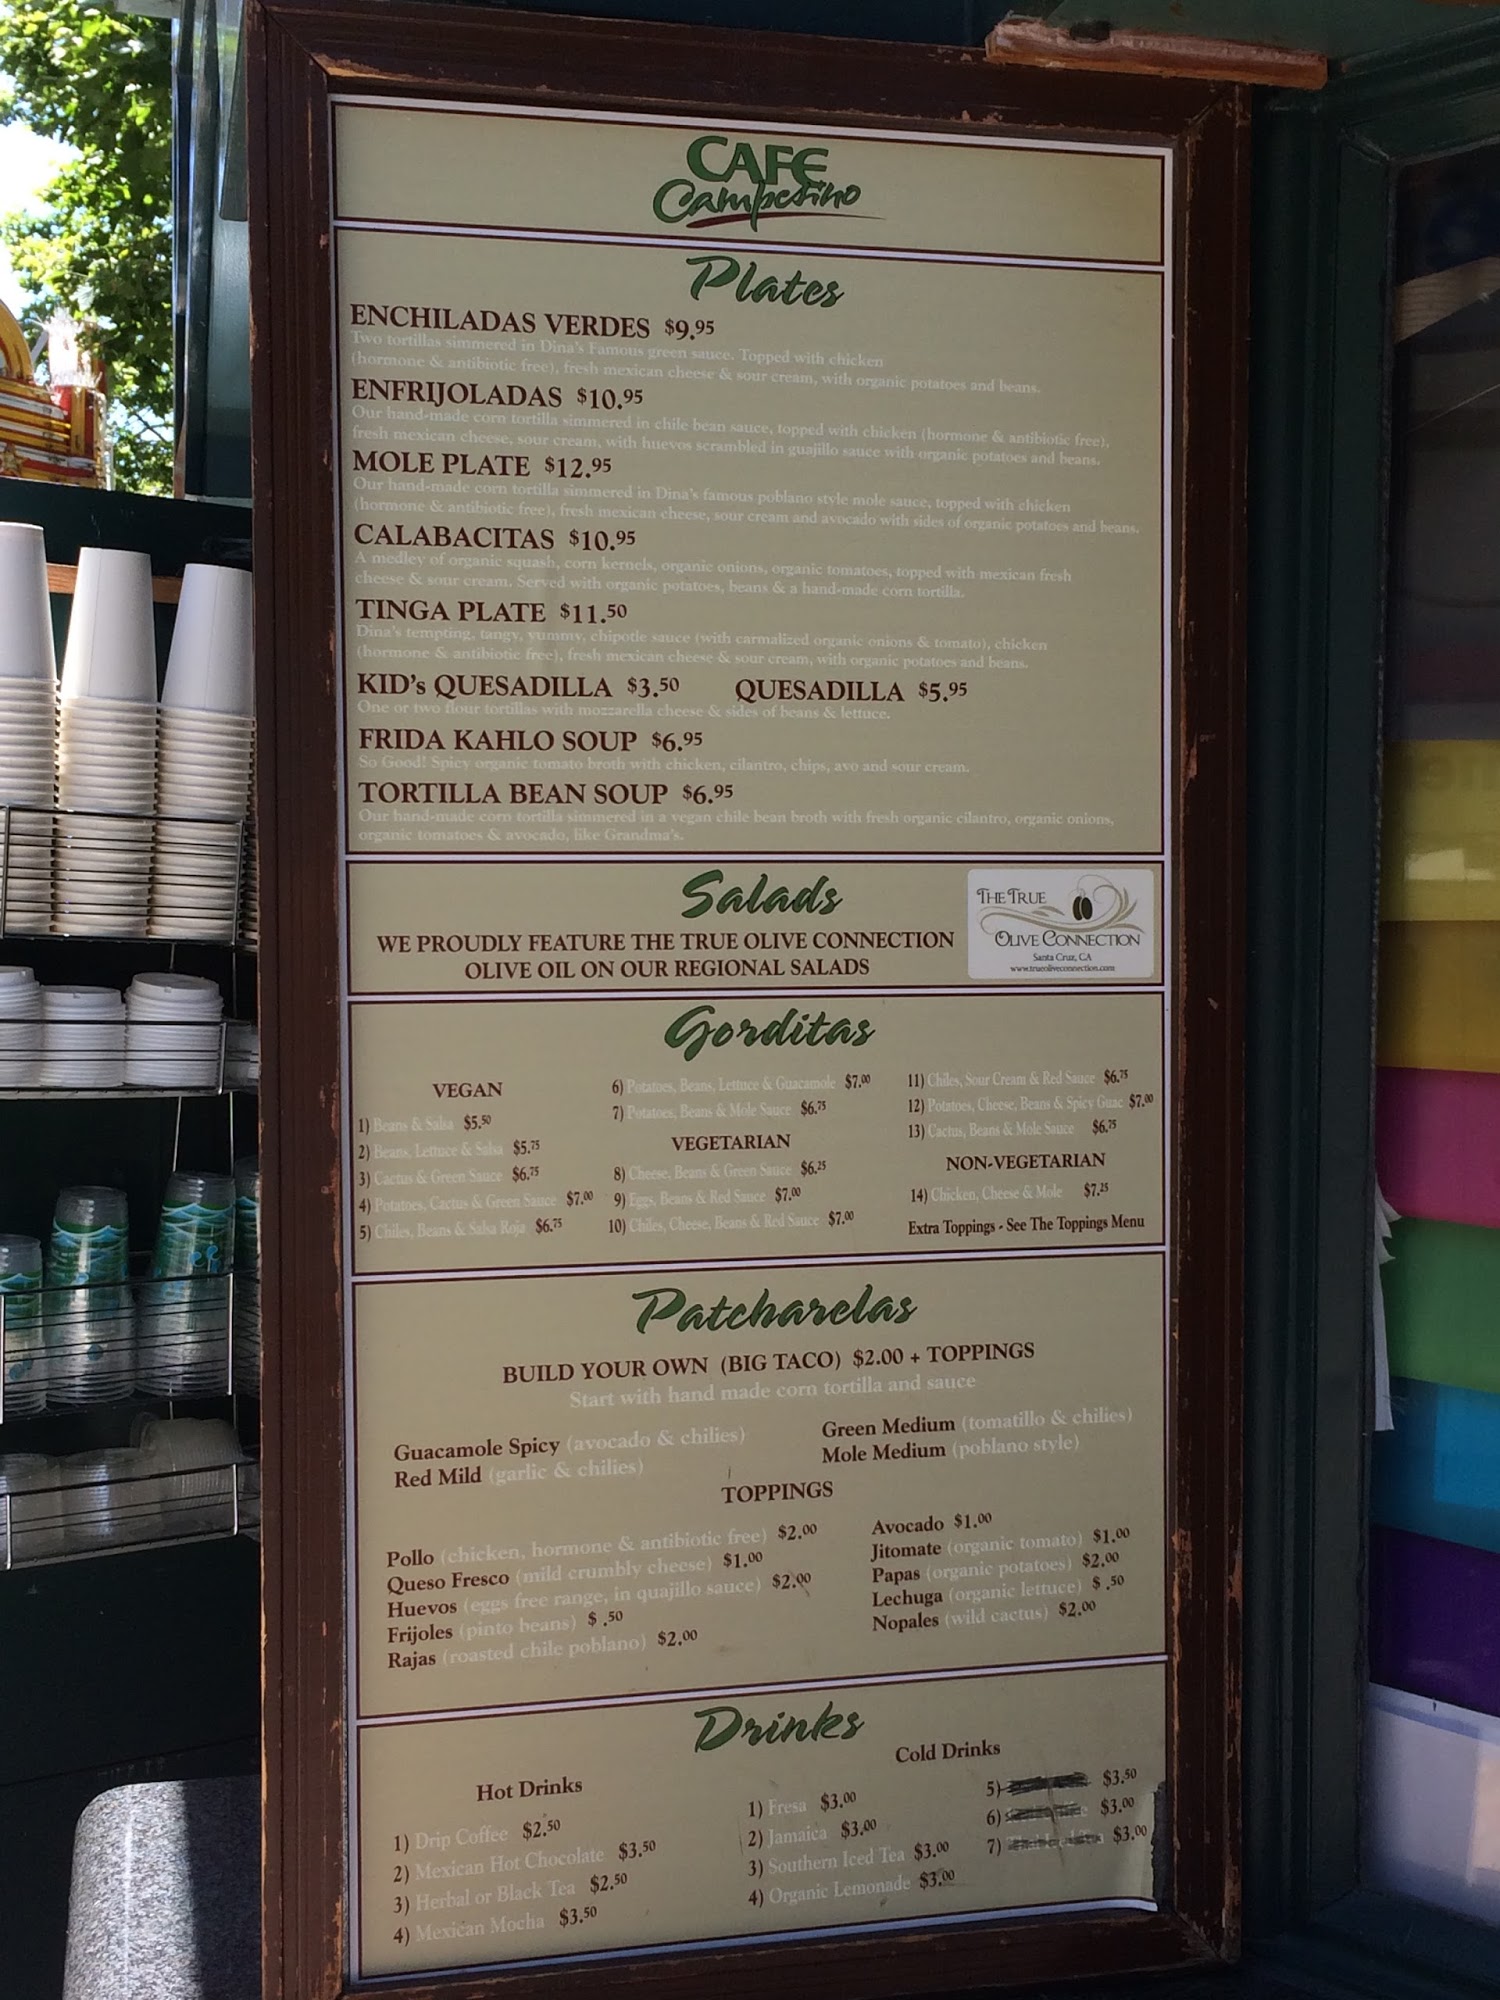 CAFE
Campesino
Plates
ENCHILADAS VERDES $9.95
Two tortillas simmered in Dina's Famous green sauce. Topped with chicken
(hormone & antibiotic free), fresh mexican cheese & sour cream, with organic potatoes and beans.
ENFRIJOLADAS $10.95
Our hand-made corn tortilla simmered in chile bean sauce, topped with chicken (hormone & antibiotic free),
fresh mexican cheese, sour cream, with huevos scrambled in guajillo sauce with organic potatoes and beans.
MOLE PLATE $12.95
Our hand-made corn tortilla simmered in Dina's famous poblano style mole sauce, topped with chicken
(hormone & antibiotic free), fresh mexican cheese, sour cream and avocado with sides of organic potatoes and beans.
CALABACITAS $10.95
A medley of organic squash, corn kernels, organic onions, organic tomatoes, topped with mexican fresh
cheese & sour cream. Served with organic potatoes, beans & a hand-made corn tortilla.
TINGA PLATE $11.50
Dina's tempting, tangy, yummy, chipotle sauce (with carmalized organic onions & tomato), chicken
(hormone & antibiotic free), fresh mexican cheese & sour cream, with organic potatoes and beans.
KID's QUESADILLA $3.50 QUESADILLA $5.95
One or two flour tortillas with mozzarella cheese & sides of beans & lettuce.
FRIDA KAHLO SOUP $6.95
So Good! Spicy organic tomato broth with chicken, cilantro, chips, avo and sour cream.
TORTILLA BEAN SOUP $6.95
Our hand-made corn tortilla simmered in a vegan chile bean broth with fresh organic cilantro, organic onions,
organic tomatoes & avocado, like Grandma's.
Salads
WE PROUDLY FEATURE THE TRUE OLIVE CONNECTION
OLIVE OIL ON OUR REGIONAL SALADS
THE TRUE
OLIVE CONNECTION
Santa Cruz, CA
www.trueoliveconnection.com
Gorditas
VEGAN
1) Beans & Salsa $5.50
2) Beans, Lettuce & Salsa $5.75
3) Cactus & Green Sauce $6.75
4) Potatoes, Cactus & Green Sauce $7.00
5) Chiles, Beans & Salsa Roja $6.75
6) Potatoes, Beans, Lettuce & Guacamole $7.00
7) Potatoes, Beans & Mole Sauce $6.75
VEGETARIAN
8) Cheese, Beans & Green Sauce $6.25
9) Eggs, Beans & Red Sauce $7.00
10) Chiles, Cheese, Beans & Red Sauce $7.00
11) Chiles, Sour Cream & Red Sauce $6.75
12) Potatoes, Cheese, Beans & Spicy Guac $7.00
13) Cactus, Beans & Mole Sauce $6.75
NON-VEGETARIAN
14) Chicken, Cheese & Mole $7.25
Extra Toppings - See The Toppings Menu
Patcharelas
BUILD YOUR OWN (BIG TACO) $2.00 + TOPPINGS
Start with hand made corn tortilla and sauce
Guacamole Spicy (avocado & chilies)
Red Mild (garlic & chilies)
Green Medium (tomatillo & chilies)
Mole Medium (poblano style)
TOPPINGS
Pollo (chicken, hormone & antibiotic free) $2.00
Queso Fresco (mild crumbly cheese) $1.00
Huevos (eggs free range, in quajillo sauce) $2.00
Frijoles (pinto beans) $ .50
Rajas (roasted chile poblano) $2.00
Avocado $1.00
Jitomate (organic tomato) $1.00
Papas (organic potatoes) $2.00
Lechuga (organic lettuce) $ .50
Nopales (wild cactus) $2.00
Drinks
Hot Drinks
1) Drip Coffee $2.50
2) Mexican Hot Chocolate $3.50
3) Herbal or Black Tea $2.50
4) Mexican Mocha $3.50
Cold Drinks
1) Fresa $3.00
2) Jamaica $3.00
3) Southern Iced Tea $3.00
4) Organic Lemonade $3.00
5) $3.50
6) $3.00
7) $3.00